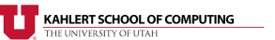 KAHLERT SCHOOL OF COMPUTING
THE UNIVERSITY OF UTAH